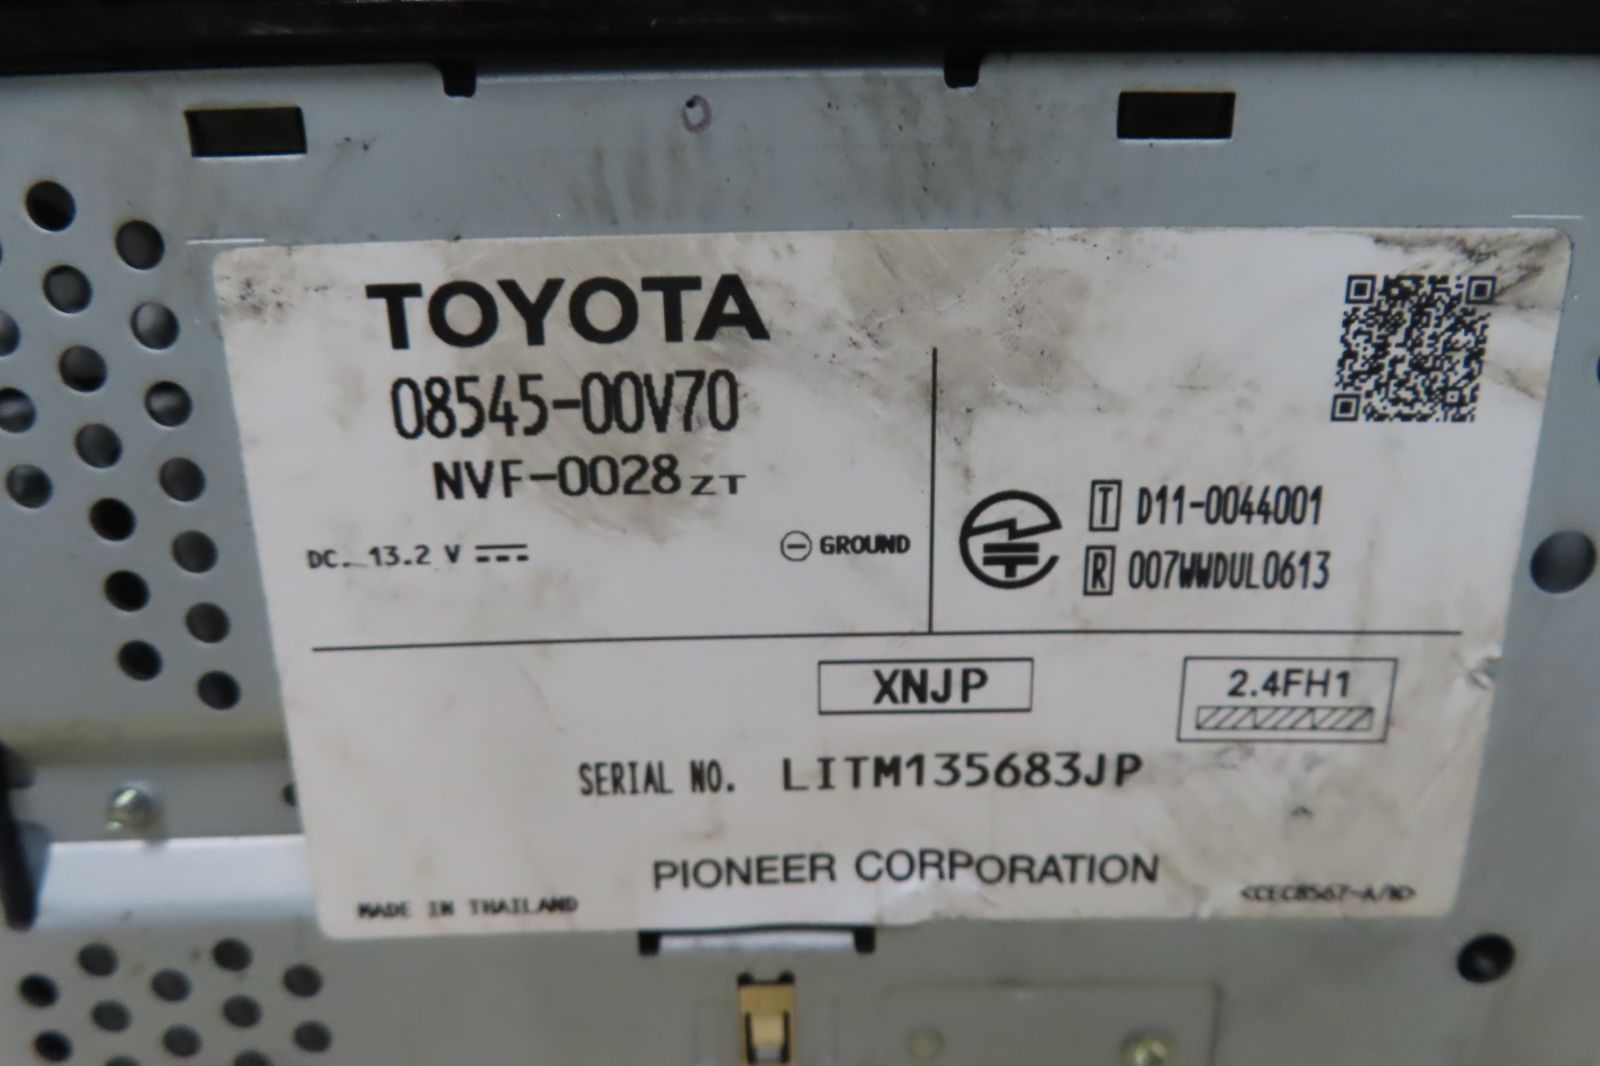 TOYOTA
08545-00V70
NVF-0028ZT
DC. 13.2 V
GROUND
T D11-0044001
R 007WWDUL0613
XNJP
2.4FH1
SERIAL NO. LITM135683JP
PIONEER CORPORATION
MADE IN THAILAND
<CEC8567-A/N>